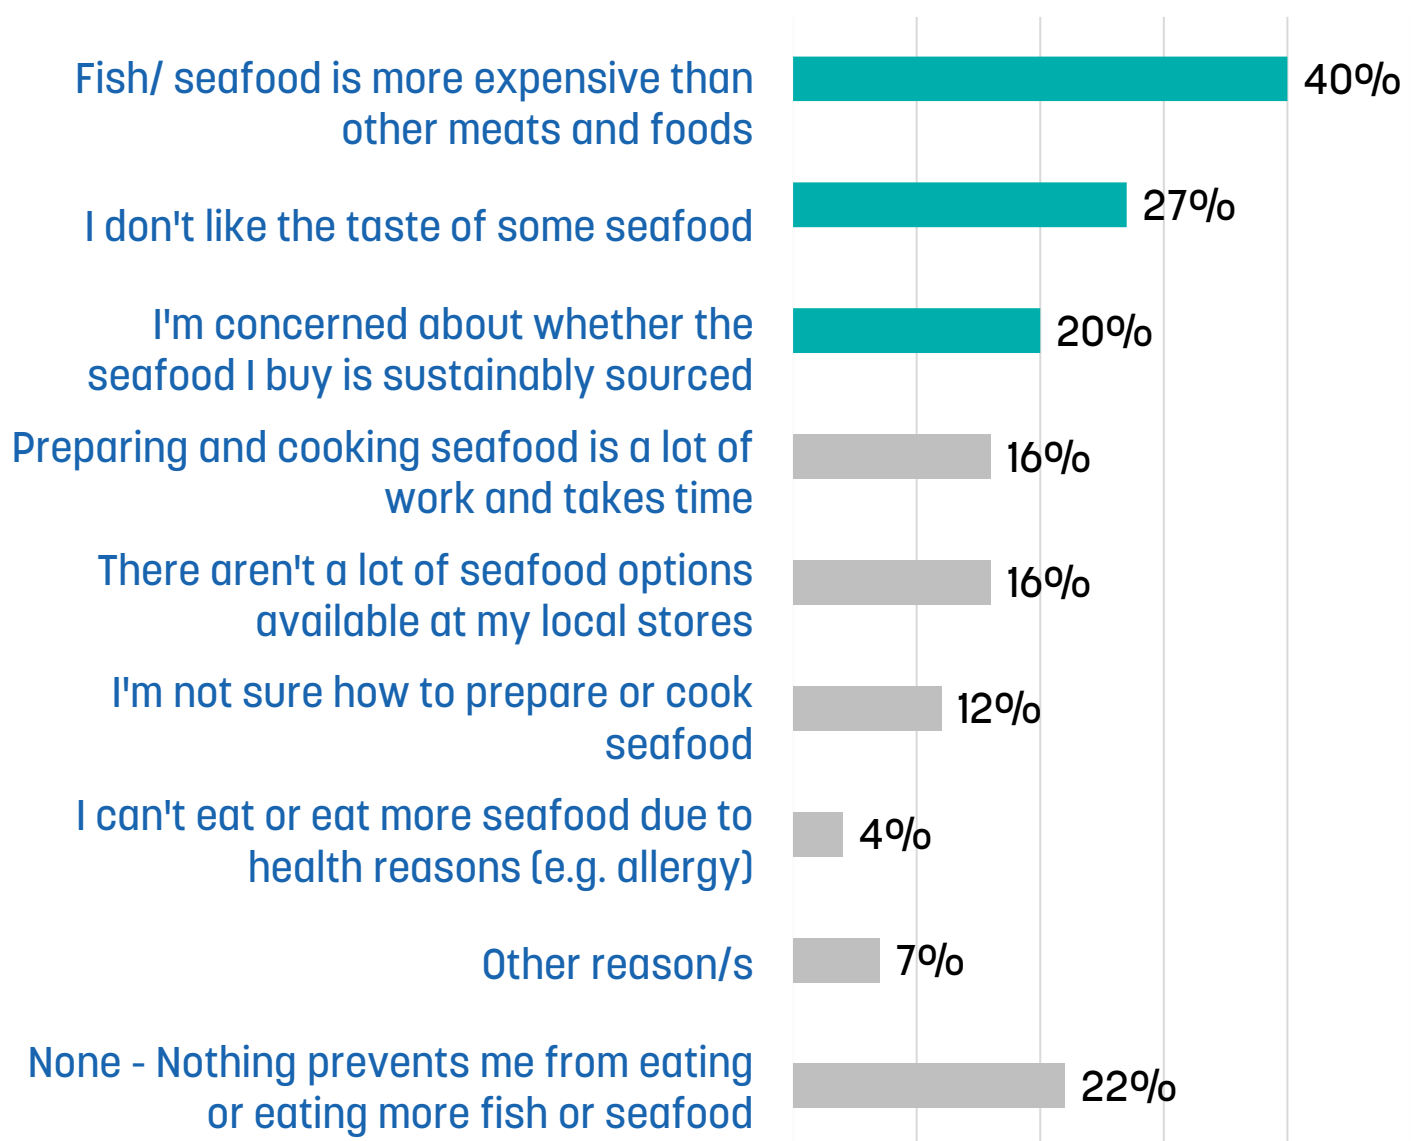 Fish/ seafood is more expensive than
other meats and foods
40%
I don't like the taste of some seafood
27%
I'm concerned about whether the
seafood I buy is sustainably sourced
20%
Preparing and cooking seafood is a lot of
work and takes time
16%
There aren't a lot of seafood options
available at my local stores
16%
I'm not sure how to prepare or cook
seafood
12%
I can't eat or eat more seafood due to
health reasons (e.g. allergy)
4%
Other reason/s
7%
None - Nothing prevents me from eating
or eating more fish or seafood
22%